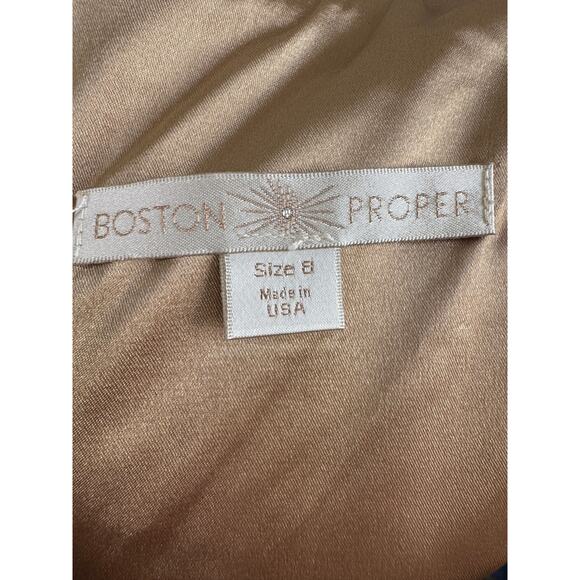 BOSTON PROPER
Size 8
Made in
USA